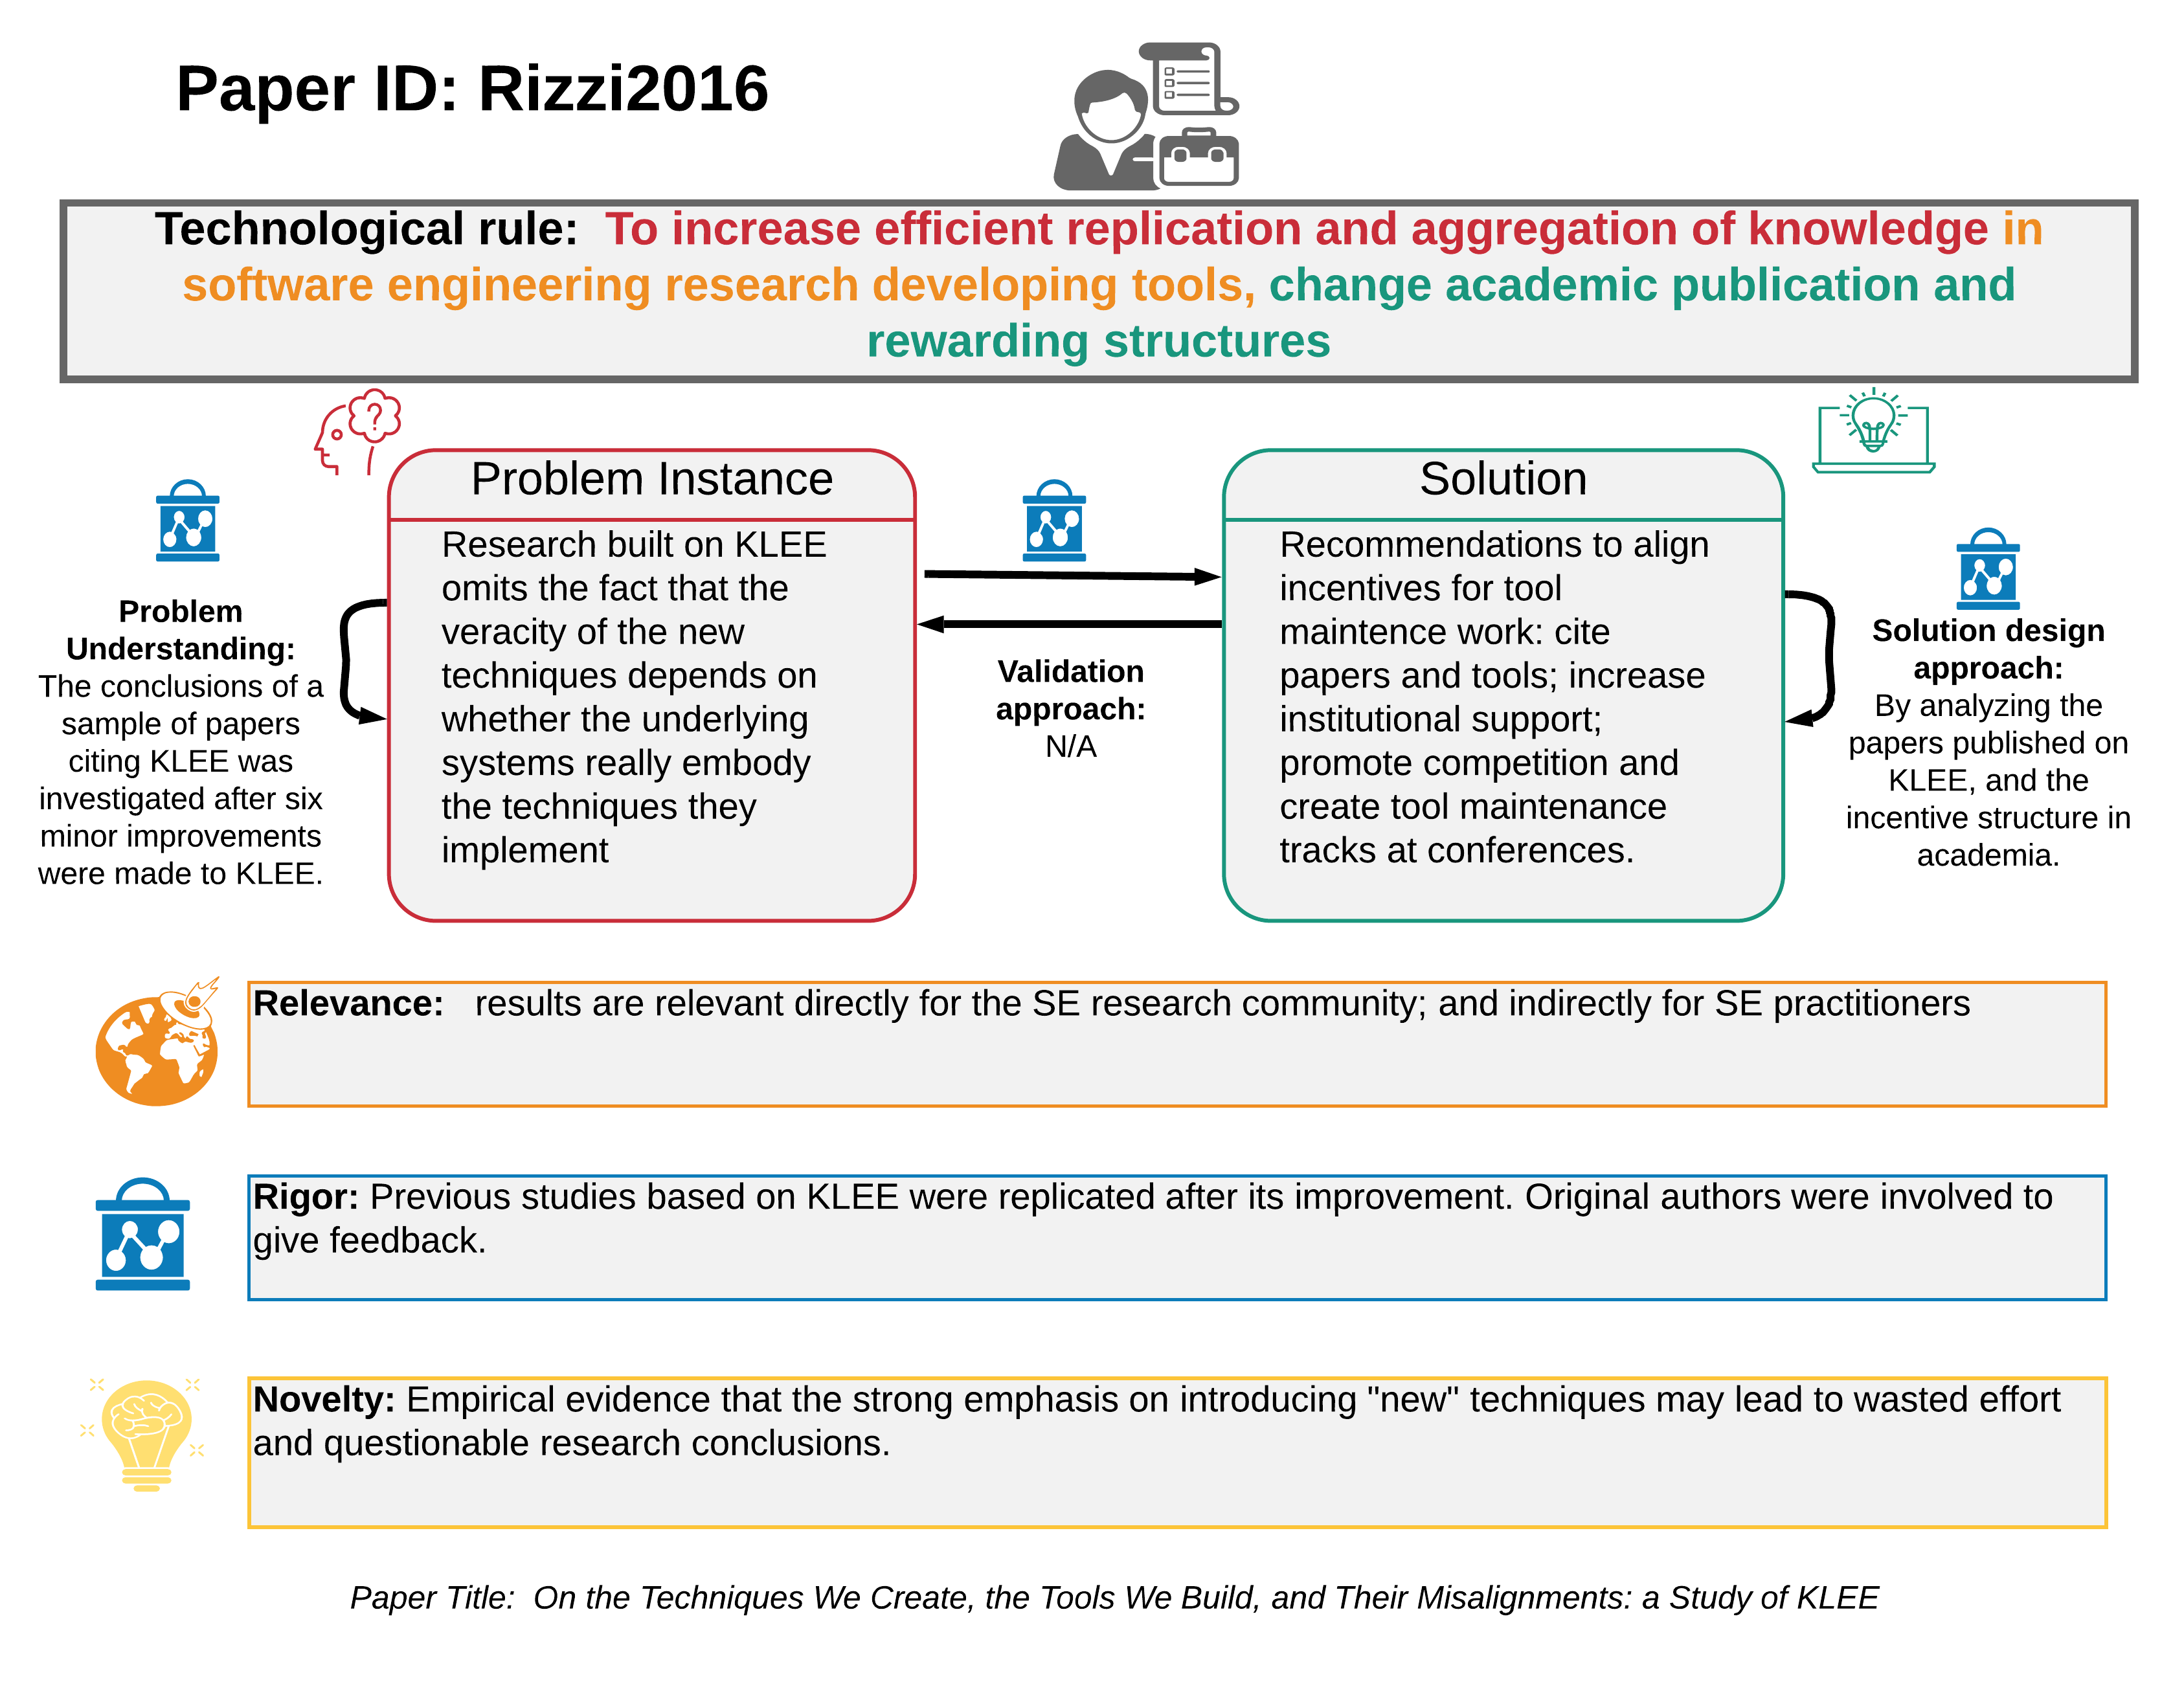 Paper ID: Rizzi2016
Technological rule: To increase efficient replication and aggregation of knowledge in
software engineering research developing tools, change academic publication and
rewarding structures
Problem
Understanding:
The conclusions of a
sample of papers
citing KLEE was
investigated after six
minor improvements
were made to KLEE.
Problem Instance
Research built on KLEE
omits the fact that the
veracity of the new
techniques depends on
whether the underlying
systems really embody
the techniques they
implement
Validation
approach:
N/A
Solution
Recommendations to align
incentives for tool
maintence work: cite
papers and tools; increase
institutional support;
promote competition and
create tool maintenance
tracks at conferences.
Solution design
approach:
By analyzing the
papers published on
KLEE, and the
incentive structure in
academia.
Relevance: results are relevant directly for the SE research community; and indirectly for SE practitioners
Rigor: Previous studies based on KLEE were replicated after its improvement. Original authors were involved to
give feedback.
Novelty: Empirical evidence that the strong emphasis on introducing "new" techniques may lead to wasted effort
and questionable research conclusions.
Paper Title: On the Techniques We Create, the Tools We Build, and Their Misalignments: a Study of KLEE